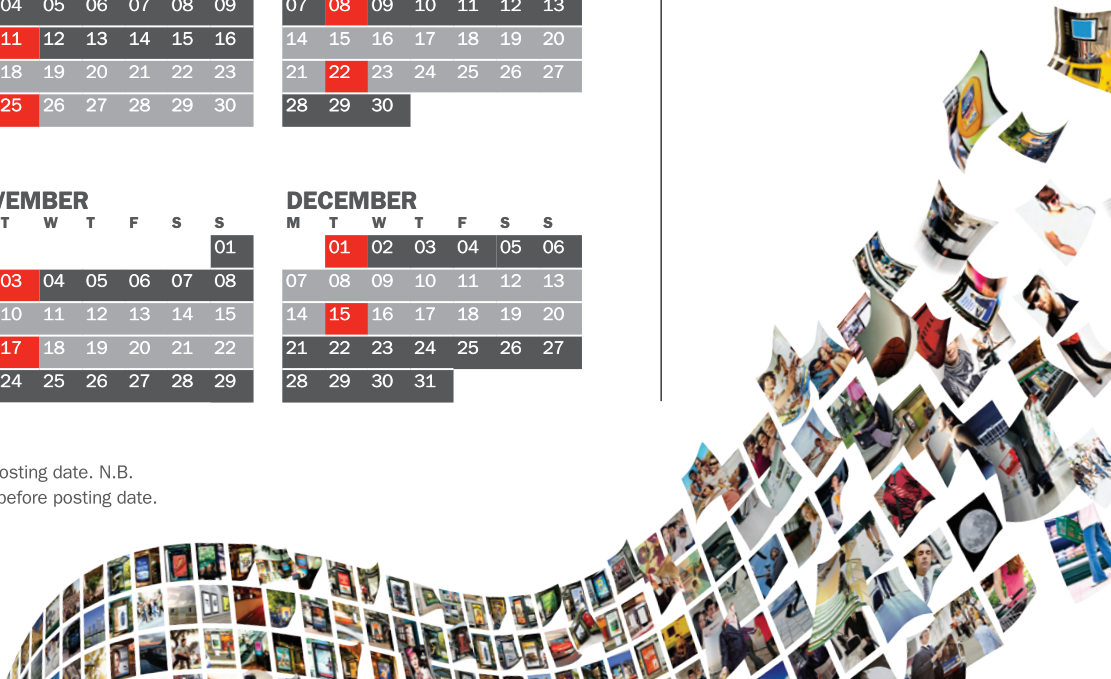 04 05 06 07 08 09
11 12 13 14 15 16
18 19 20 21 22 23
25 26 27 28 29 30
07 08 09 10 11 12 13
14 15 16 17 18 19 20
21 22 23 24 25 26 27
28 29 30
VEMBER
T W T F S S
01
03 04 05 06 07 08
10 11 12 13 14 15
17 18 19 20 21 22
24 25 26 27 28 29
DECEMBER
M T W T F S S
01 02 03 04 05 06
07 08 09 10 11 12 13
14 15 16 17 18 19 20
21 22 23 24 25 26 27
28 29 30 31
osting date. N.B.
before posting date.